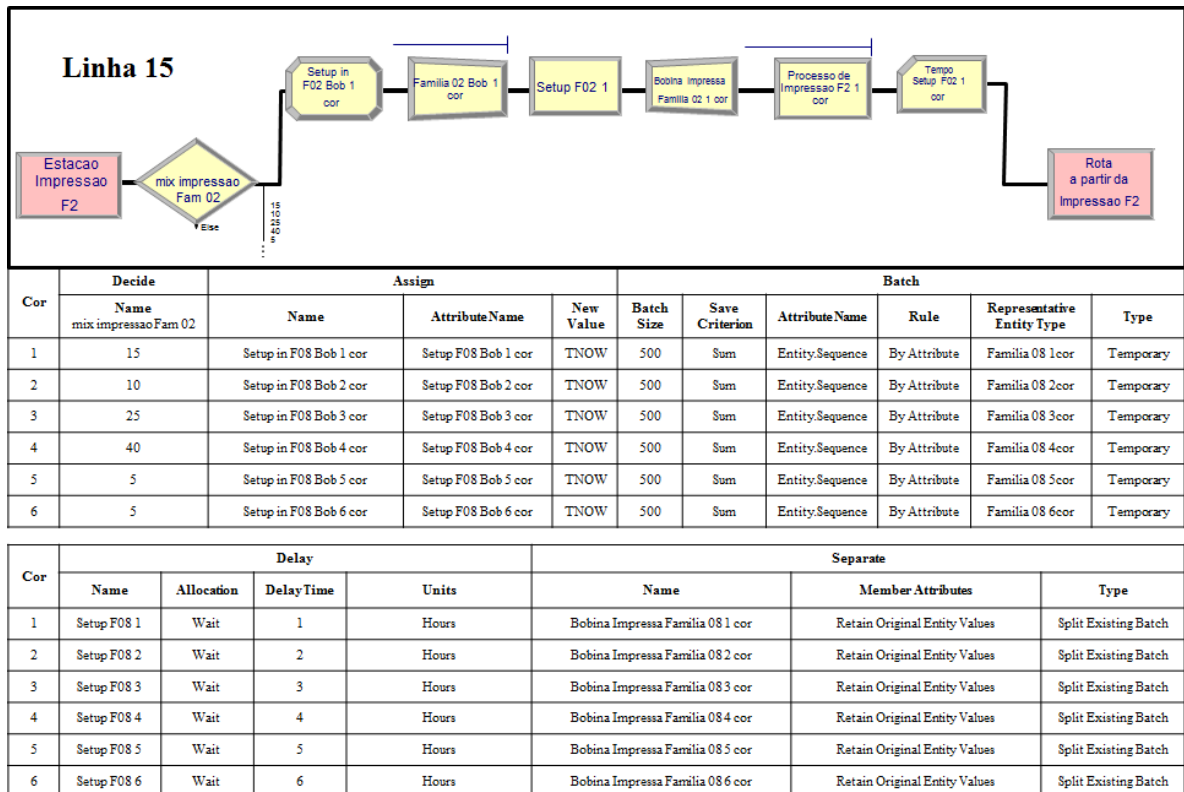 Linha 15
Setup in
F02 Bob 1
cor
Familia 02 Bob 1
cor
Setup F02 1
Bobina Impressa
Familia 02 1 cor
Processo de
Impressao F2 1
cor
Tempo
Setup F02 1
cor
Estacao
Impressao
F2
mix impressao
Fam 02
Else
15
10
25
40
5
Rota
a partir da
Impressao F2
Cor Decide Assign Batch
Name mix impressao Fam 02 Name Attribute Name New Value Batch Size Save Criterion Attribute Name Rule Representative Entity Type Type
1 15 Setup in F08 Bob 1 cor Setup F08 Bob 1 cor TNOW 500 Sum Entity.Sequence By Attribute Familia 08 1cor Temporary
2 10 Setup in F08 Bob 2 cor Setup F08 Bob 2 cor TNOW 500 Sum Entity.Sequence By Attribute Familia 08 2cor Temporary
3 25 Setup in F08 Bob 3 cor Setup F08 Bob 3 cor TNOW 500 Sum Entity.Sequence By Attribute Familia 08 3cor Temporary
4 40 Setup in F08 Bob 4 cor Setup F08 Bob 4 cor TNOW 500 Sum Entity.Sequence By Attribute Familia 08 4cor Temporary
5 5 Setup in F08 Bob 5 cor Setup F08 Bob 5 cor TNOW 500 Sum Entity.Sequence By Attribute Familia 08 5cor Temporary
6 5 Setup in F08 Bob 6 cor Setup F08 Bob 6 cor TNOW 500 Sum Entity.Sequence By Attribute Familia 08 6cor Temporary
Cor Delay Separate
Name Allocation Delay Time Units Name Member Attributes Type
1 Setup F08 1 Wait 1 Hours Bobina Impressa Familia 08 1 cor Retain Original Entity Values Split Existing Batch
2 Setup F08 2 Wait 2 Hours Bobina Impressa Familia 08 2 cor Retain Original Entity Values Split Existing Batch
3 Setup F08 3 Wait 3 Hours Bobina Impressa Familia 08 3 cor Retain Original Entity Values Split Existing Batch
4 Setup F08 4 Wait 4 Hours Bobina Impressa Familia 08 4 cor Retain Original Entity Values Split Existing Batch
5 Setup F08 5 Wait 5 Hours Bobina Impressa Familia 08 5 cor Retain Original Entity Values Split Existing Batch
6 Setup F08 6 Wait 6 Hours Bobina Impressa Familia 08 6 cor Retain Original Entity Values Split Existing Batch